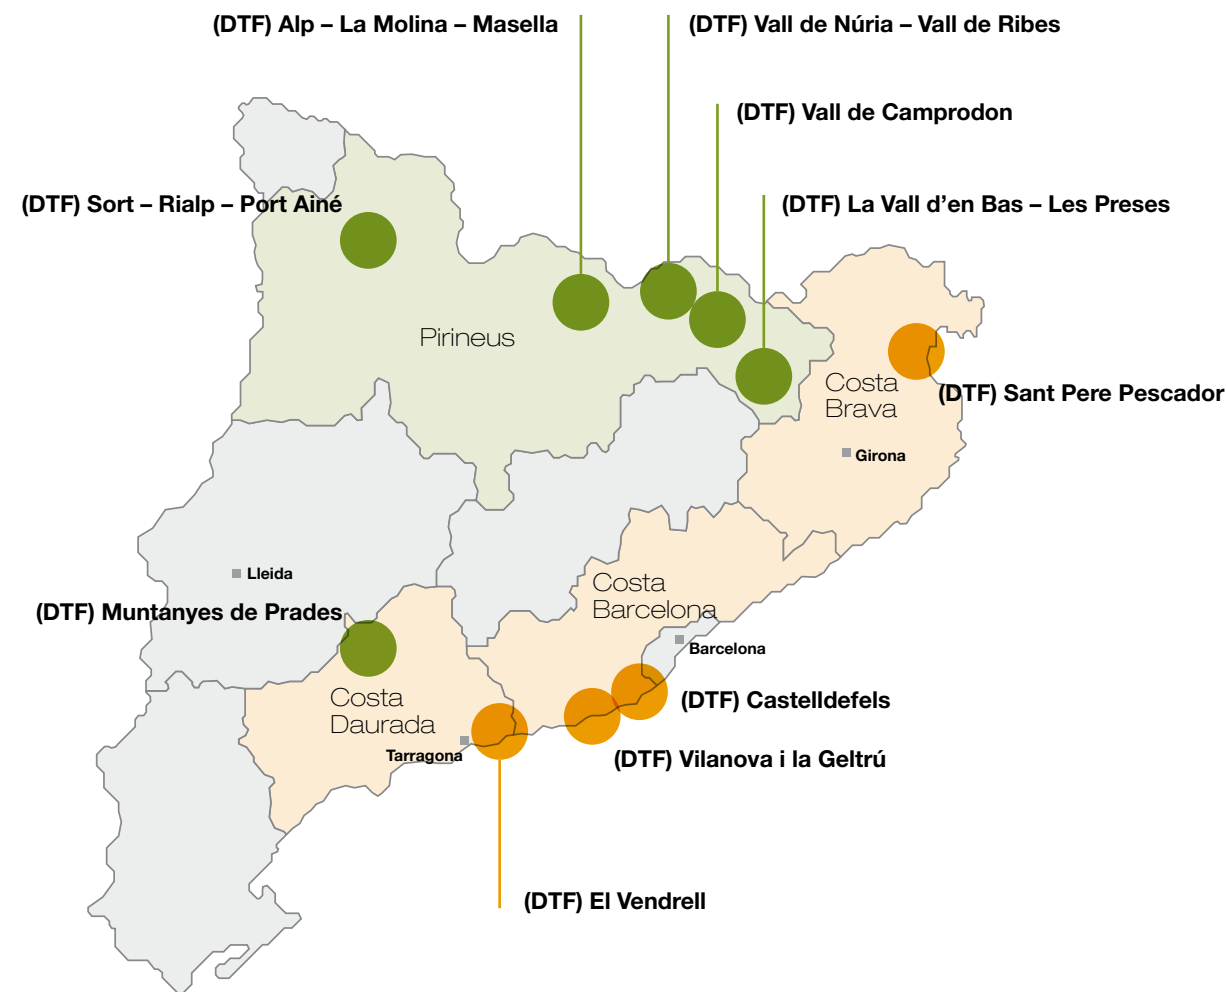 (DTF) Alp – La Molina – Masella
(DTF) Vall de Núria – Vall de Ribes
(DTF) Vall de Camprodon
(DTF) Sort – Rialp – Port Ainé
(DTF) La Vall d’en Bas – Les Preses
Pirineus
Costa
Brava
(DTF) Sant Pere Pescador
Girona
Lleida
Costa
Barcelona
(DTF) Muntanyes de Prades
Barcelona
Costa
Daurada
(DTF) Castelldefels
Tarragona
(DTF) Vilanova i la Geltrú
(DTF) El Vendrell